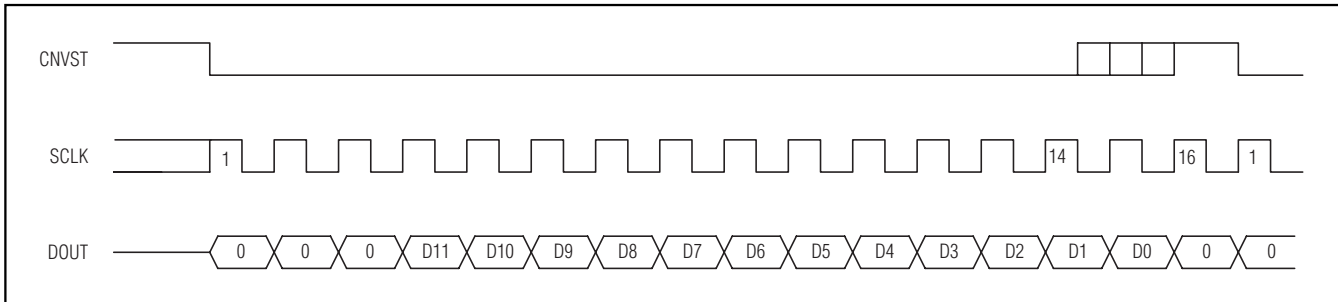 CNVST
SCLK 1 14 16 1
DOUT 0 0 0 D11 D10 D9 D8 D7 D6 D5 D4 D3 D2 D1 D0 0 0